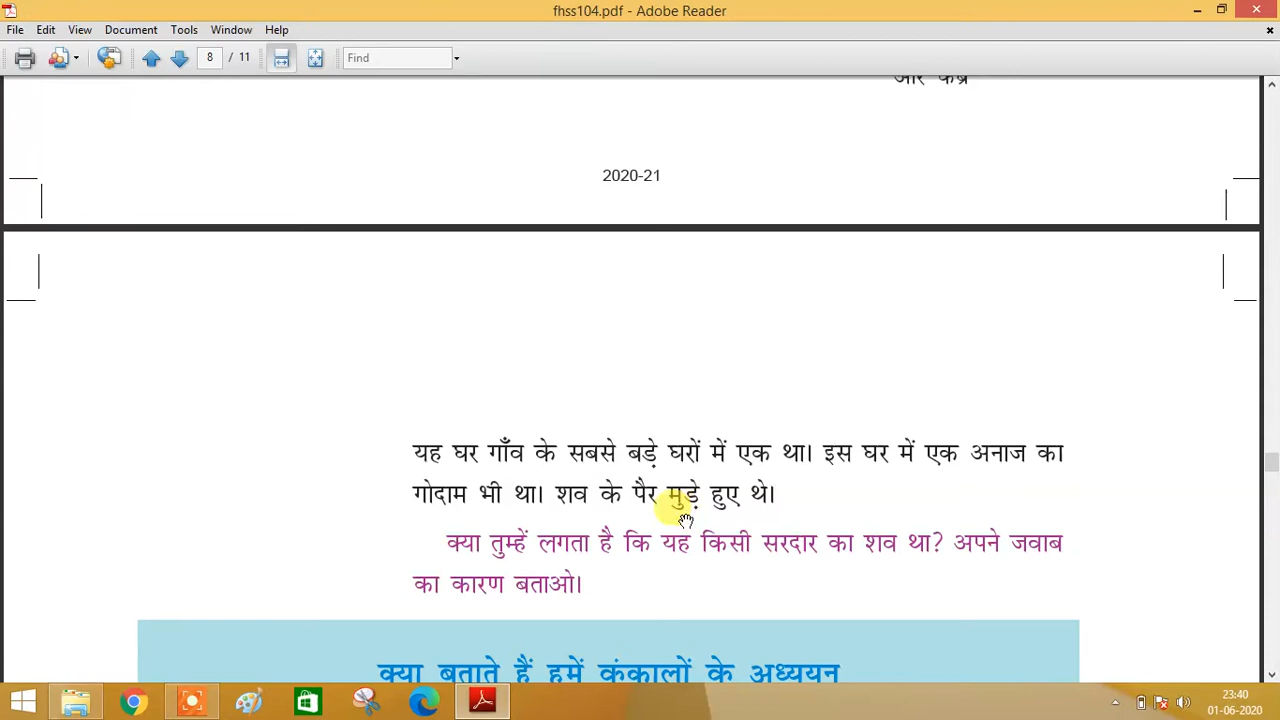 fhss104.pdf - Adobe Reader
File Edit View Document Tools Window Help
8 / 11 Find
और कब्र
2020-21
यह घर गाँव के सबसे बड़े घरों में एक था। इस घर में एक अनाज का
गोदाम भी था। शव के पैर मुड़े हुए थे।
क्या तुम्हें लगता है कि यह किसी सरदार का शव था? अपने जवाब
का कारण बताओ।
क्या बताते हैं हमें कंकालों के अध्ययन
23:40
01-06-2020